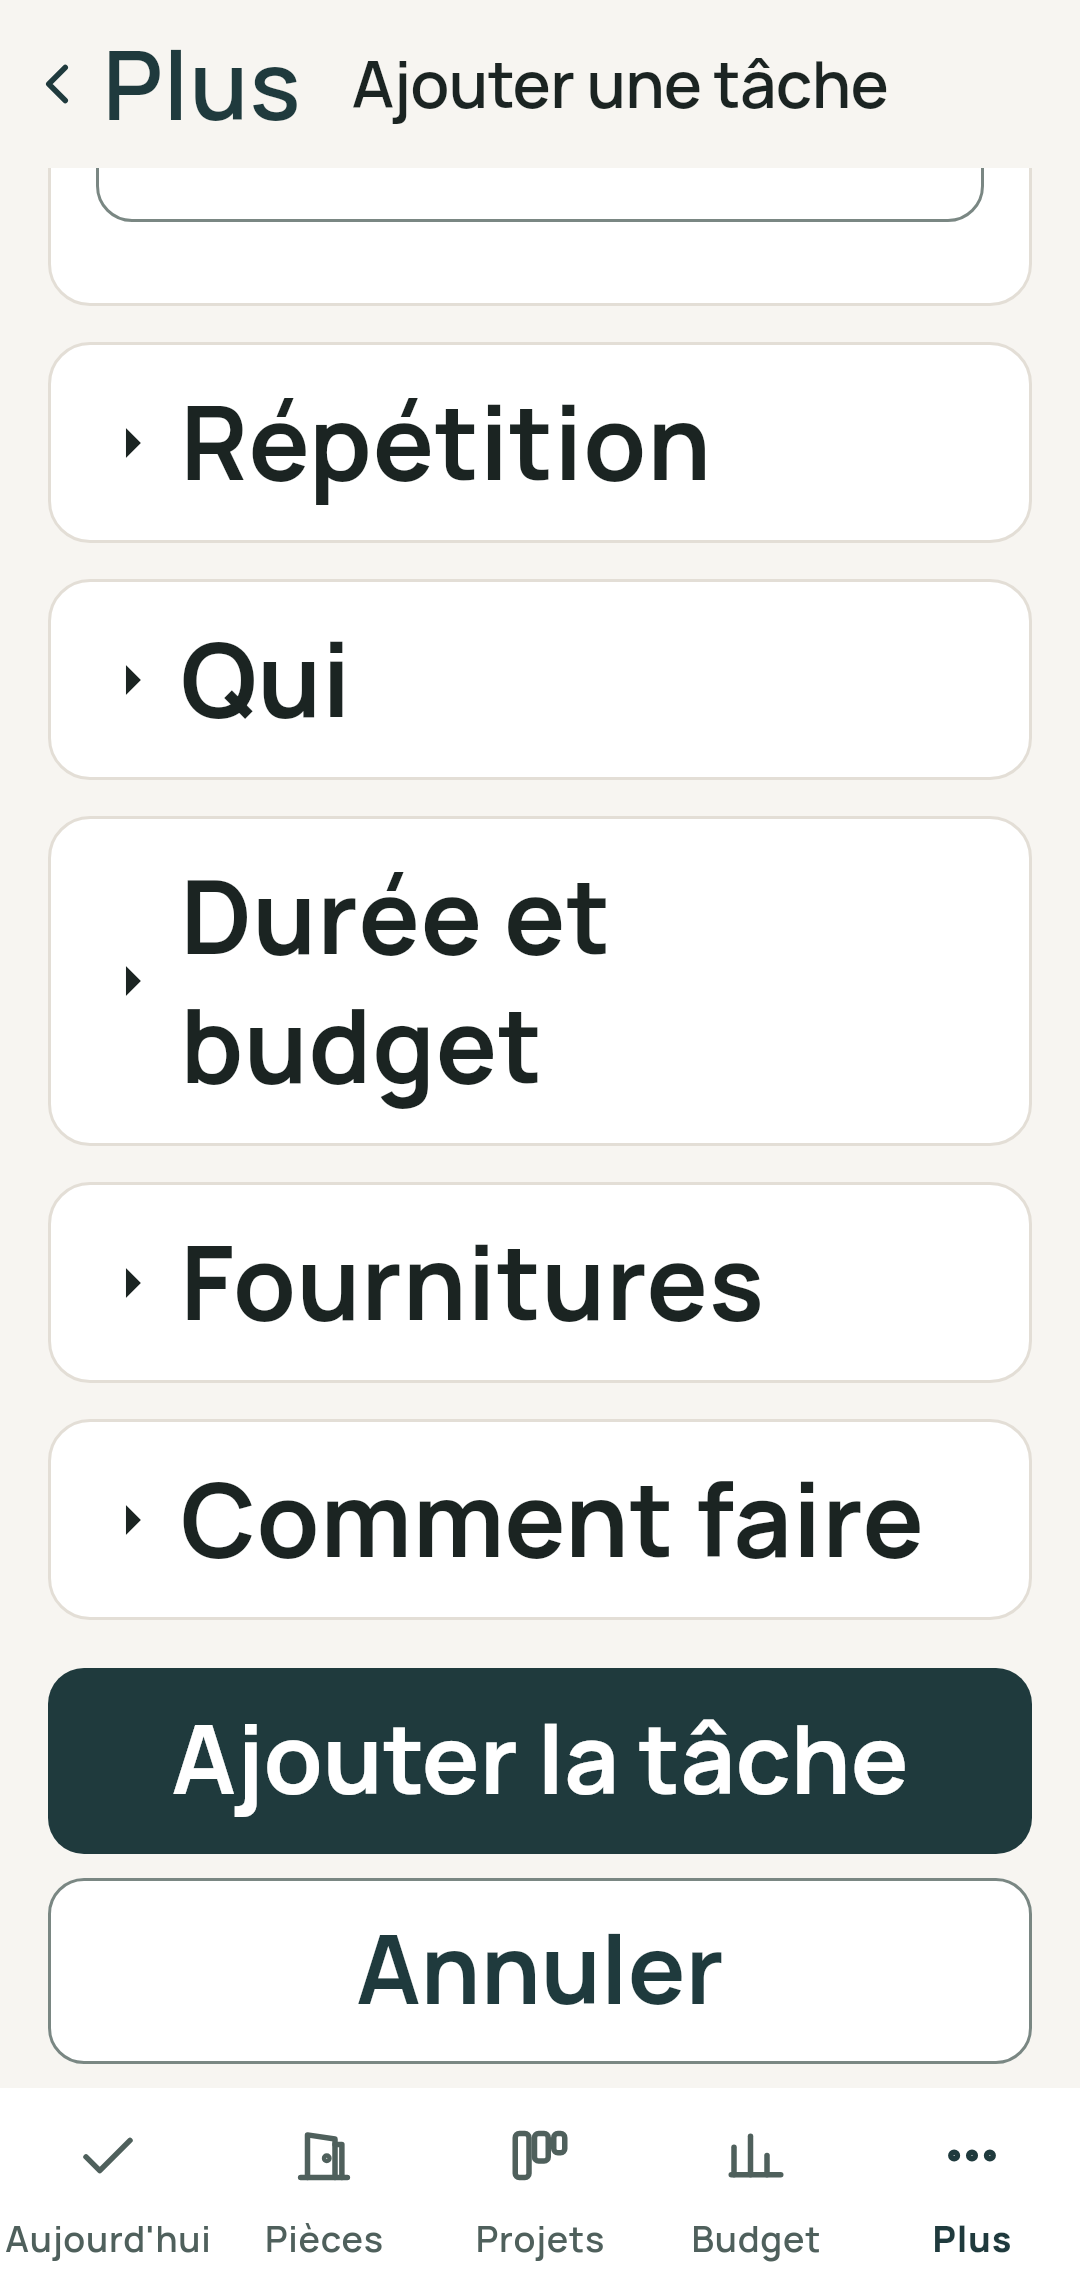 Plus Ajouter une tâche
Répétition
Qui
Durée et
budget
Fournitures
Comment faire
Ajouter la tâche
Annuler
Aujourd'hui Pièces Projets Budget Plus